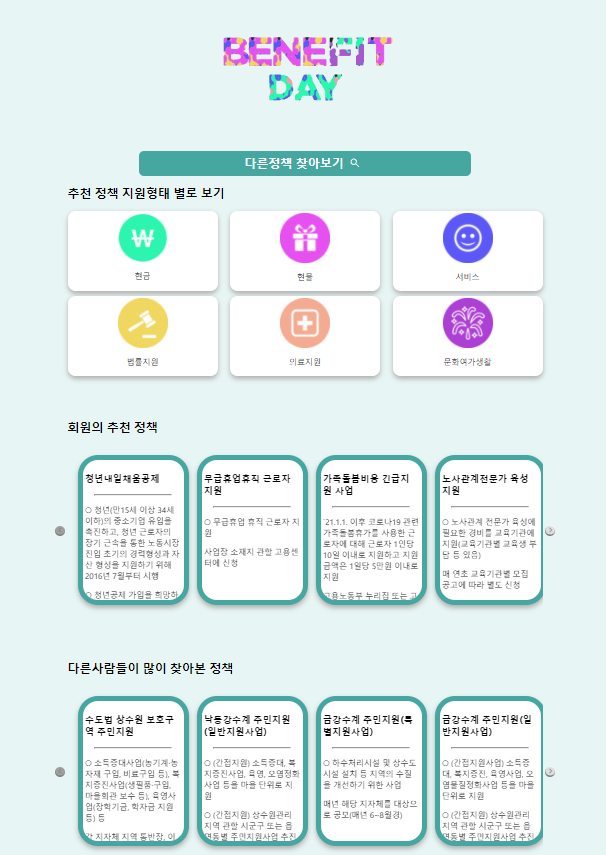 BENEFIT
DAY
다른정책 찾아보기
추천 정책 지원형태 별로 보기
현금
현물
서비스
법률지원
의료지원
문화여가생활
회원의 추천 정책
청년내일채움공제
○ 청년(만15세 이상 34세
이하)의 중소기업 유입을
촉진하고, 청년 근로자의
장기 근속을 통한 노동시장
진입 초기의 경력형성과 자
산 형성을 지원하기 위해
2016년 7월부터 시행
○ 청년공제 가입을 희망하
무급휴업휴직 근로자
지원
○ 무급휴업 휴직 근로자 지
원
사업장 소재지 관할 고용센
터에 신청
가족돌봄비용 긴급지
원 사업
'21.1.1. 이후 코로나19 관련
가족돌봄휴가를 사용한 근
로자에 대해 근로자 1인당
10일 이내로 지원하고 지원
금액은 1일당 5만원 이내로
지원
고용노동부 누리집 또는 고
노사관계전문가 육성
지원
○ 노사관계 전문가 육성에
필요한 경비를 교육기관에
지원(교육기관별 교육생 부
담 등 있음)
매 연초 교육기관별 모집
공고에 따라 별도 신청
다른사람들이 많이 찾아본 정책
수도법 상수원 보호구
역 주민지원
○ 소득증대사업(농기계·농
자재 구입, 비료구입 등), 복
지증진사업(생필품 구입,
마을회관 보수 등), 육영사
업(장학기금, 학자금 지원
등) 등
각 지자체 지역 통반장, 이
낙동강수계 주민지원
(일반지원사업)
○ (간접지원) 소득증대, 복
지증진사업, 육영, 오염정화
사업 등을 마을 단위로 지
원
○ (간접지원) 상수원관리
지역 관할 시군구 또는 읍
면동별 주민지원사업 추진
금강수계 주민지원(특
별지원사업)
○ 하수처리시설 및 상수도
시설 설치 등 지역의 수질
을 개선하기 위한 사업
매년 해당 지자체를 대상으
로 공모(매년 6~8월경)
금강수계 주민지원(일
반지원사업)
○ (간접지원사업) 소득증
대, 복지증진, 육영사업, 오
염물질정화사업 등을 마을
단위로 지원
○ (간접지원) 상수원관리
지역 관할 시군구 또는 읍
면동별 주민지원사업 추진